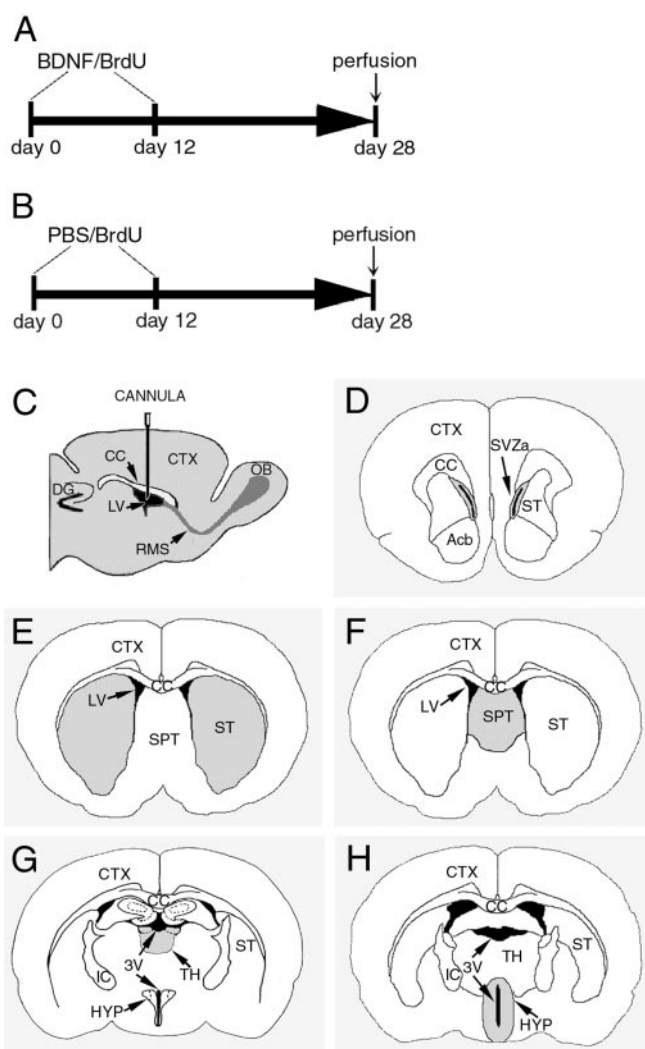 A
BDNF/BrdU
perfusion
day 0
day 12
day 28
B
PBS/BrdU
perfusion
day 0
day 12
day 28
C
CANNULA
CC
CTX
OB
DG
LV
RMS
D
CTX
SVZa
CC
ST
Acb
E
CTX
CC
LV
SPT
ST
F
CTX
CC
LV
SPT
ST
G
CTX
CC
ST
3V
IC
TH
HYP
H
CTX
CC
ST
3V
TH
IC
HYP